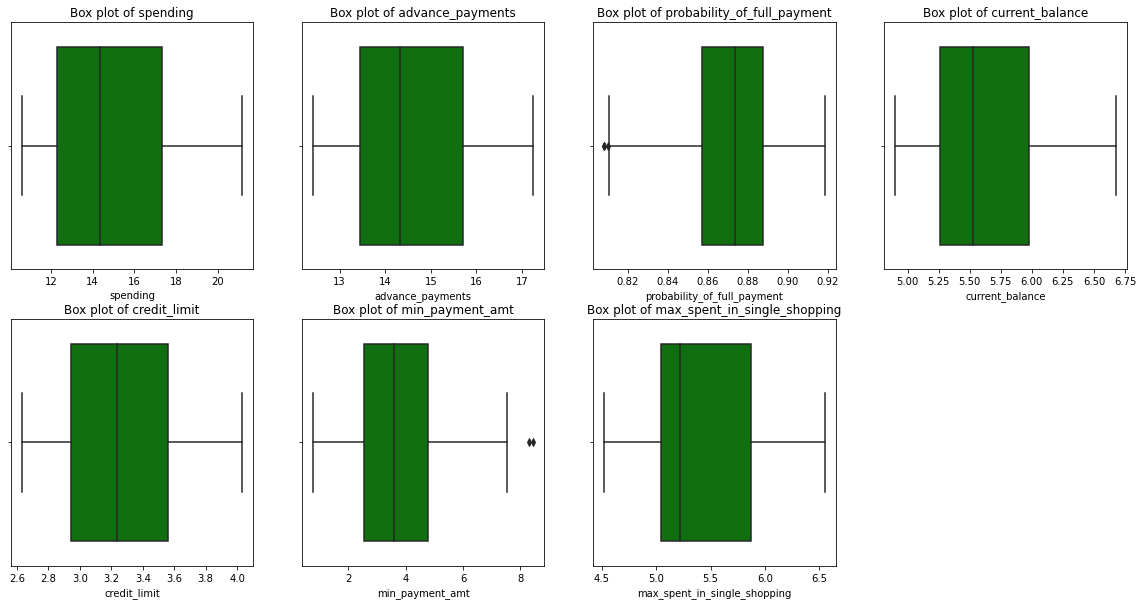 Box plot of spending
12 14 16 18 20
spending
Box plot of advance_payments
13 14 15 16 17
advance_payments
Box plot of probability_of_full_payment
0.82 0.84 0.86 0.88 0.90 0.92
probability_of_full_payment
Box plot of current_balance
5.00 5.25 5.50 5.75 6.00 6.25 6.50 6.75
current_balance
Box plot of credit_limit
2.6 2.8 3.0 3.2 3.4 3.6 3.8 4.0
credit_limit
Box plot of min_payment_amt
2 4 6 8
min_payment_amt
Box plot of max_spent_in_single_shopping
4.5 5.0 5.5 6.0 6.5
max_spent_in_single_shopping